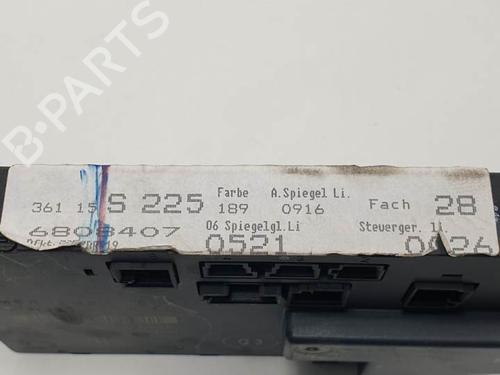 B-PARTS
Farbe A.Spiegel Li.
361 15 S 225 189 0916 Fach 28
6808407 06 Spiegelgl.Li Steuerger. li.
0521 0026